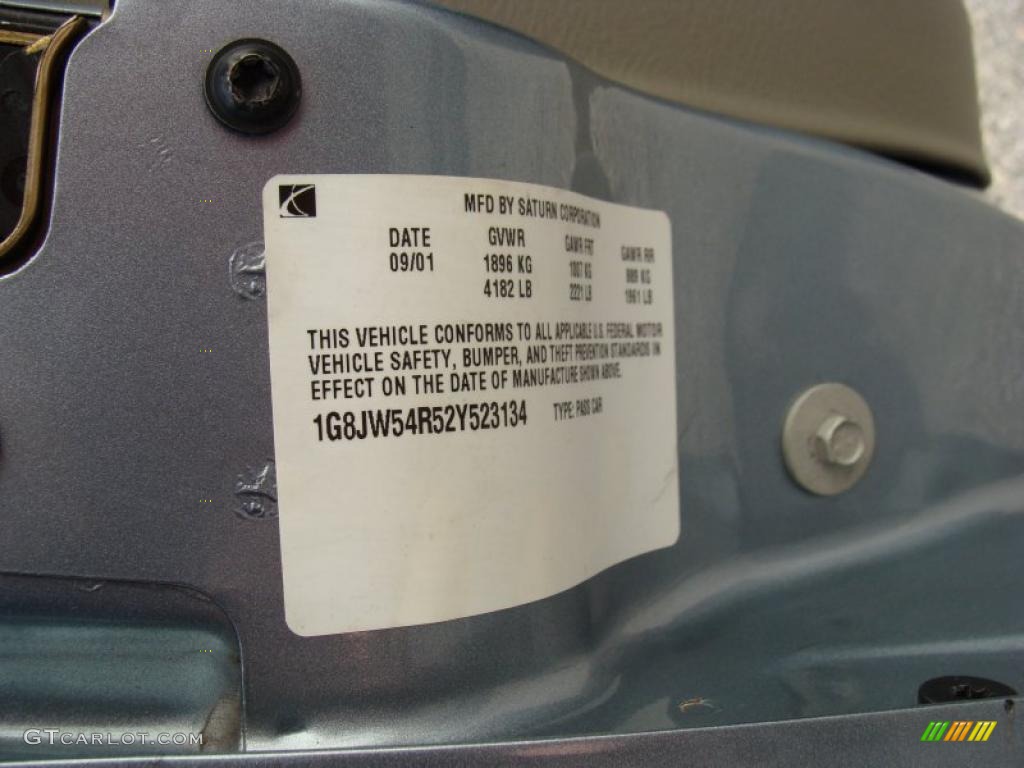 MFD BY SATURN CORPORATION
DATE GVWR GAWR FRT GAWR RR
09/01 1896 KG 1007 KG 889 KG
4182 LB 2221 LB 1961 LB
THIS VEHICLE CONFORMS TO ALL APPLICABLE U.S. FEDERAL MOTOR
VEHICLE SAFETY, BUMPER, AND THEFT PREVENTION STANDARDS IN
EFFECT ON THE DATE OF MANUFACTURE SHOWN ABOVE.
1G8JW54R52Y523134 TYPE: PASS CAR
GTCARLOT.COM